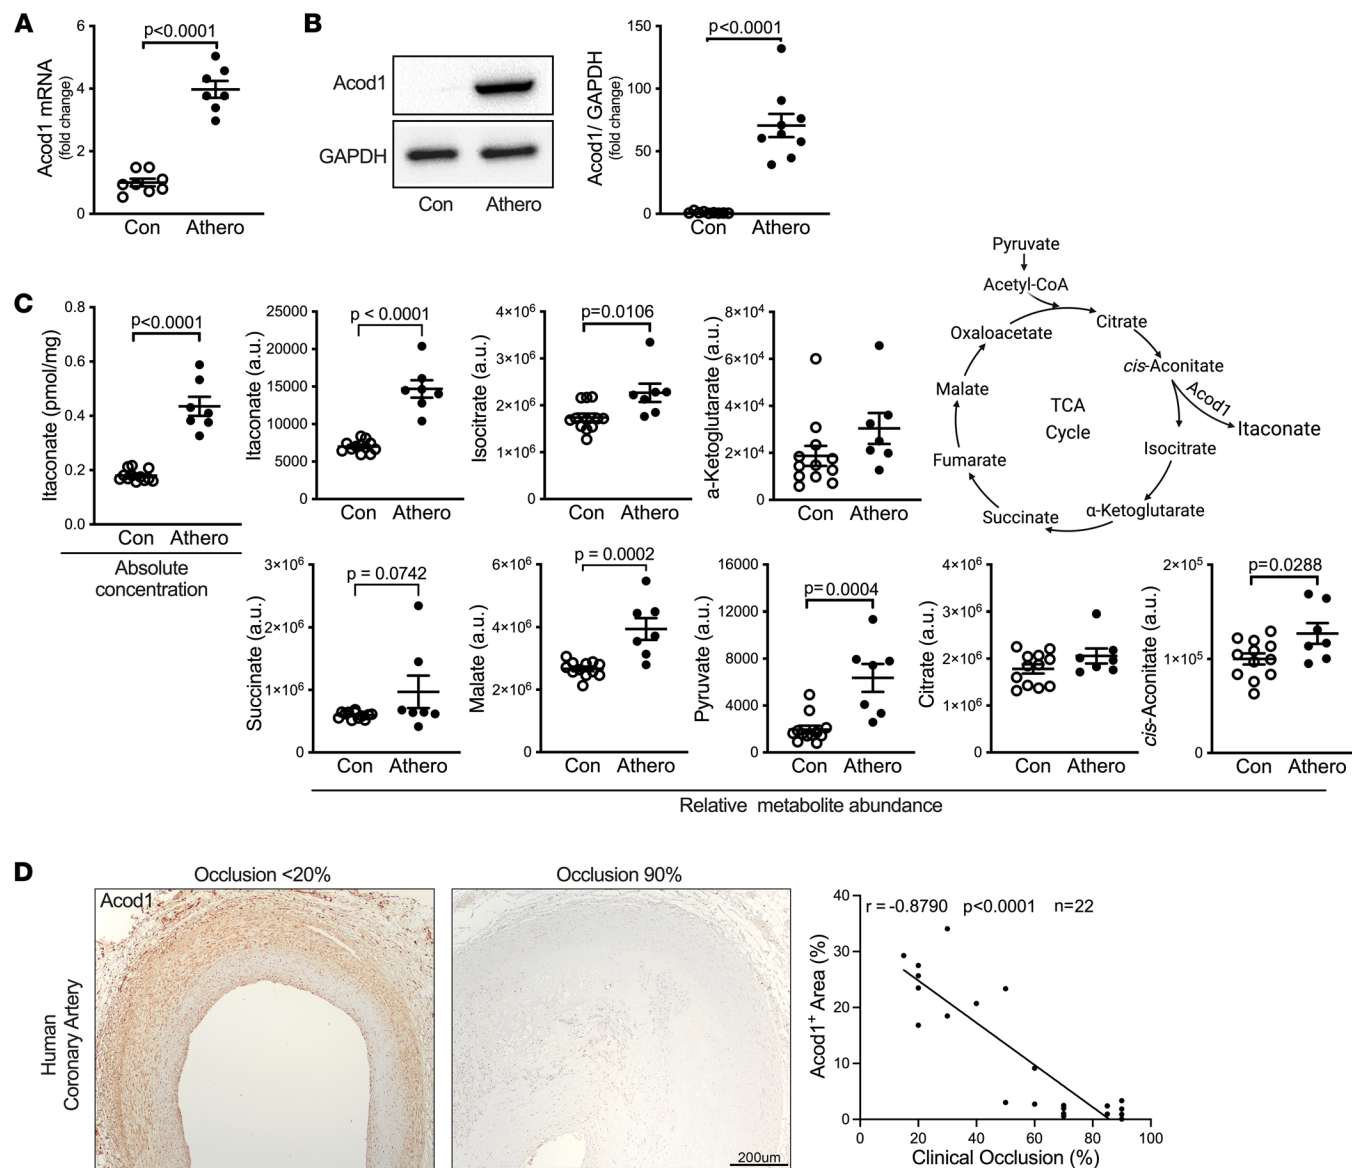 A
6
4
2
0
Acod1 mRNA
(fold change)
p<0.0001
Con
Athero
B
Acod1
GAPDH
Con
Athero
150
100
50
0
Acod1/ GAPDH
(fold change)
p<0.0001
Con
Athero
C
0.8
0.6
0.4
0.2
0.0
Itaconate (pmol/mg)
p<0.0001
Con
Athero
Absolute
concentration
25000
20000
15000
10000
5000
0
Itaconate (a.u.)
p < 0.0001
Con
Athero
4×10⁶
3×10⁶
2×10⁶
1×10⁶
0
Isocitrate (a.u.)
p=0.0106
Con
Athero
8×10⁴
6×10⁴
4×10⁴
2×10⁴
0
α-Ketoglutarate (a.u.)
Con
Athero
Pyruvate
Acetyl-CoA
Citrate
cis-Aconitate
Acod1
Itaconate
Isocitrate
α-Ketoglutarate
Succinate
Fumarate
Malate
Oxaloacetate
TCA
Cycle
3×10⁶
2×10⁶
1×10⁶
0
Succinate (a.u.)
p = 0.0742
Con
Athero
6×10⁶
4×10⁶
2×10⁶
0
Malate (a.u.)
p = 0.0002
Con
Athero
16000
12000
8000
4000
0
Pyruvate (a.u.)
p=0.0004
Con
Athero
4×10⁶
3×10⁶
2×10⁶
1×10⁶
0
Citrate (a.u.)
Con
Athero
2×10⁵
1×10⁵
0
cis-Aconitate (a.u.)
p=0.0288
Con
Athero
Relative metabolite abundance
D
Occlusion <20%
Occlusion 90%
Acod1
Human
Coronary Artery
200um
40
30
20
10
0
Acod1⁺ Area (%)
r = -0.8790 p<0.0001 n=22
0
20
40
60
80
100
Clinical Occlusion (%)